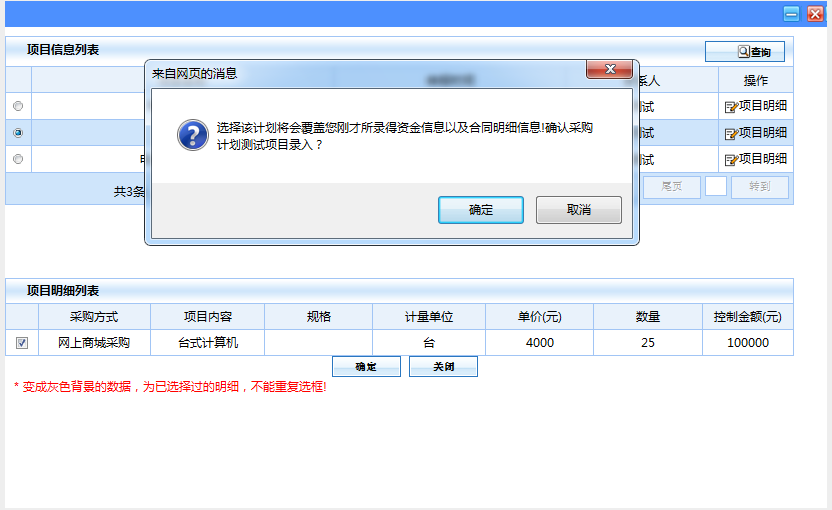 项目信息列表
查询
来自网页的消息
系人
操作
项目明细
选择该计划将会覆盖您刚才所录得资金信息以及合同明细信息!确认采购
计划测试项目录入？
试
项目明细
试
项目明细
共3条
确定
取消
尾页
转到
项目明细列表
采购方式 项目内容 规格 计量单位 单价(元) 数量 控制金额(元)
网上商城采购 台式计算机 台 4000 25 100000
确定 关闭
* 变成灰色背景的数据，为已选择过的明细，不能重复选框!